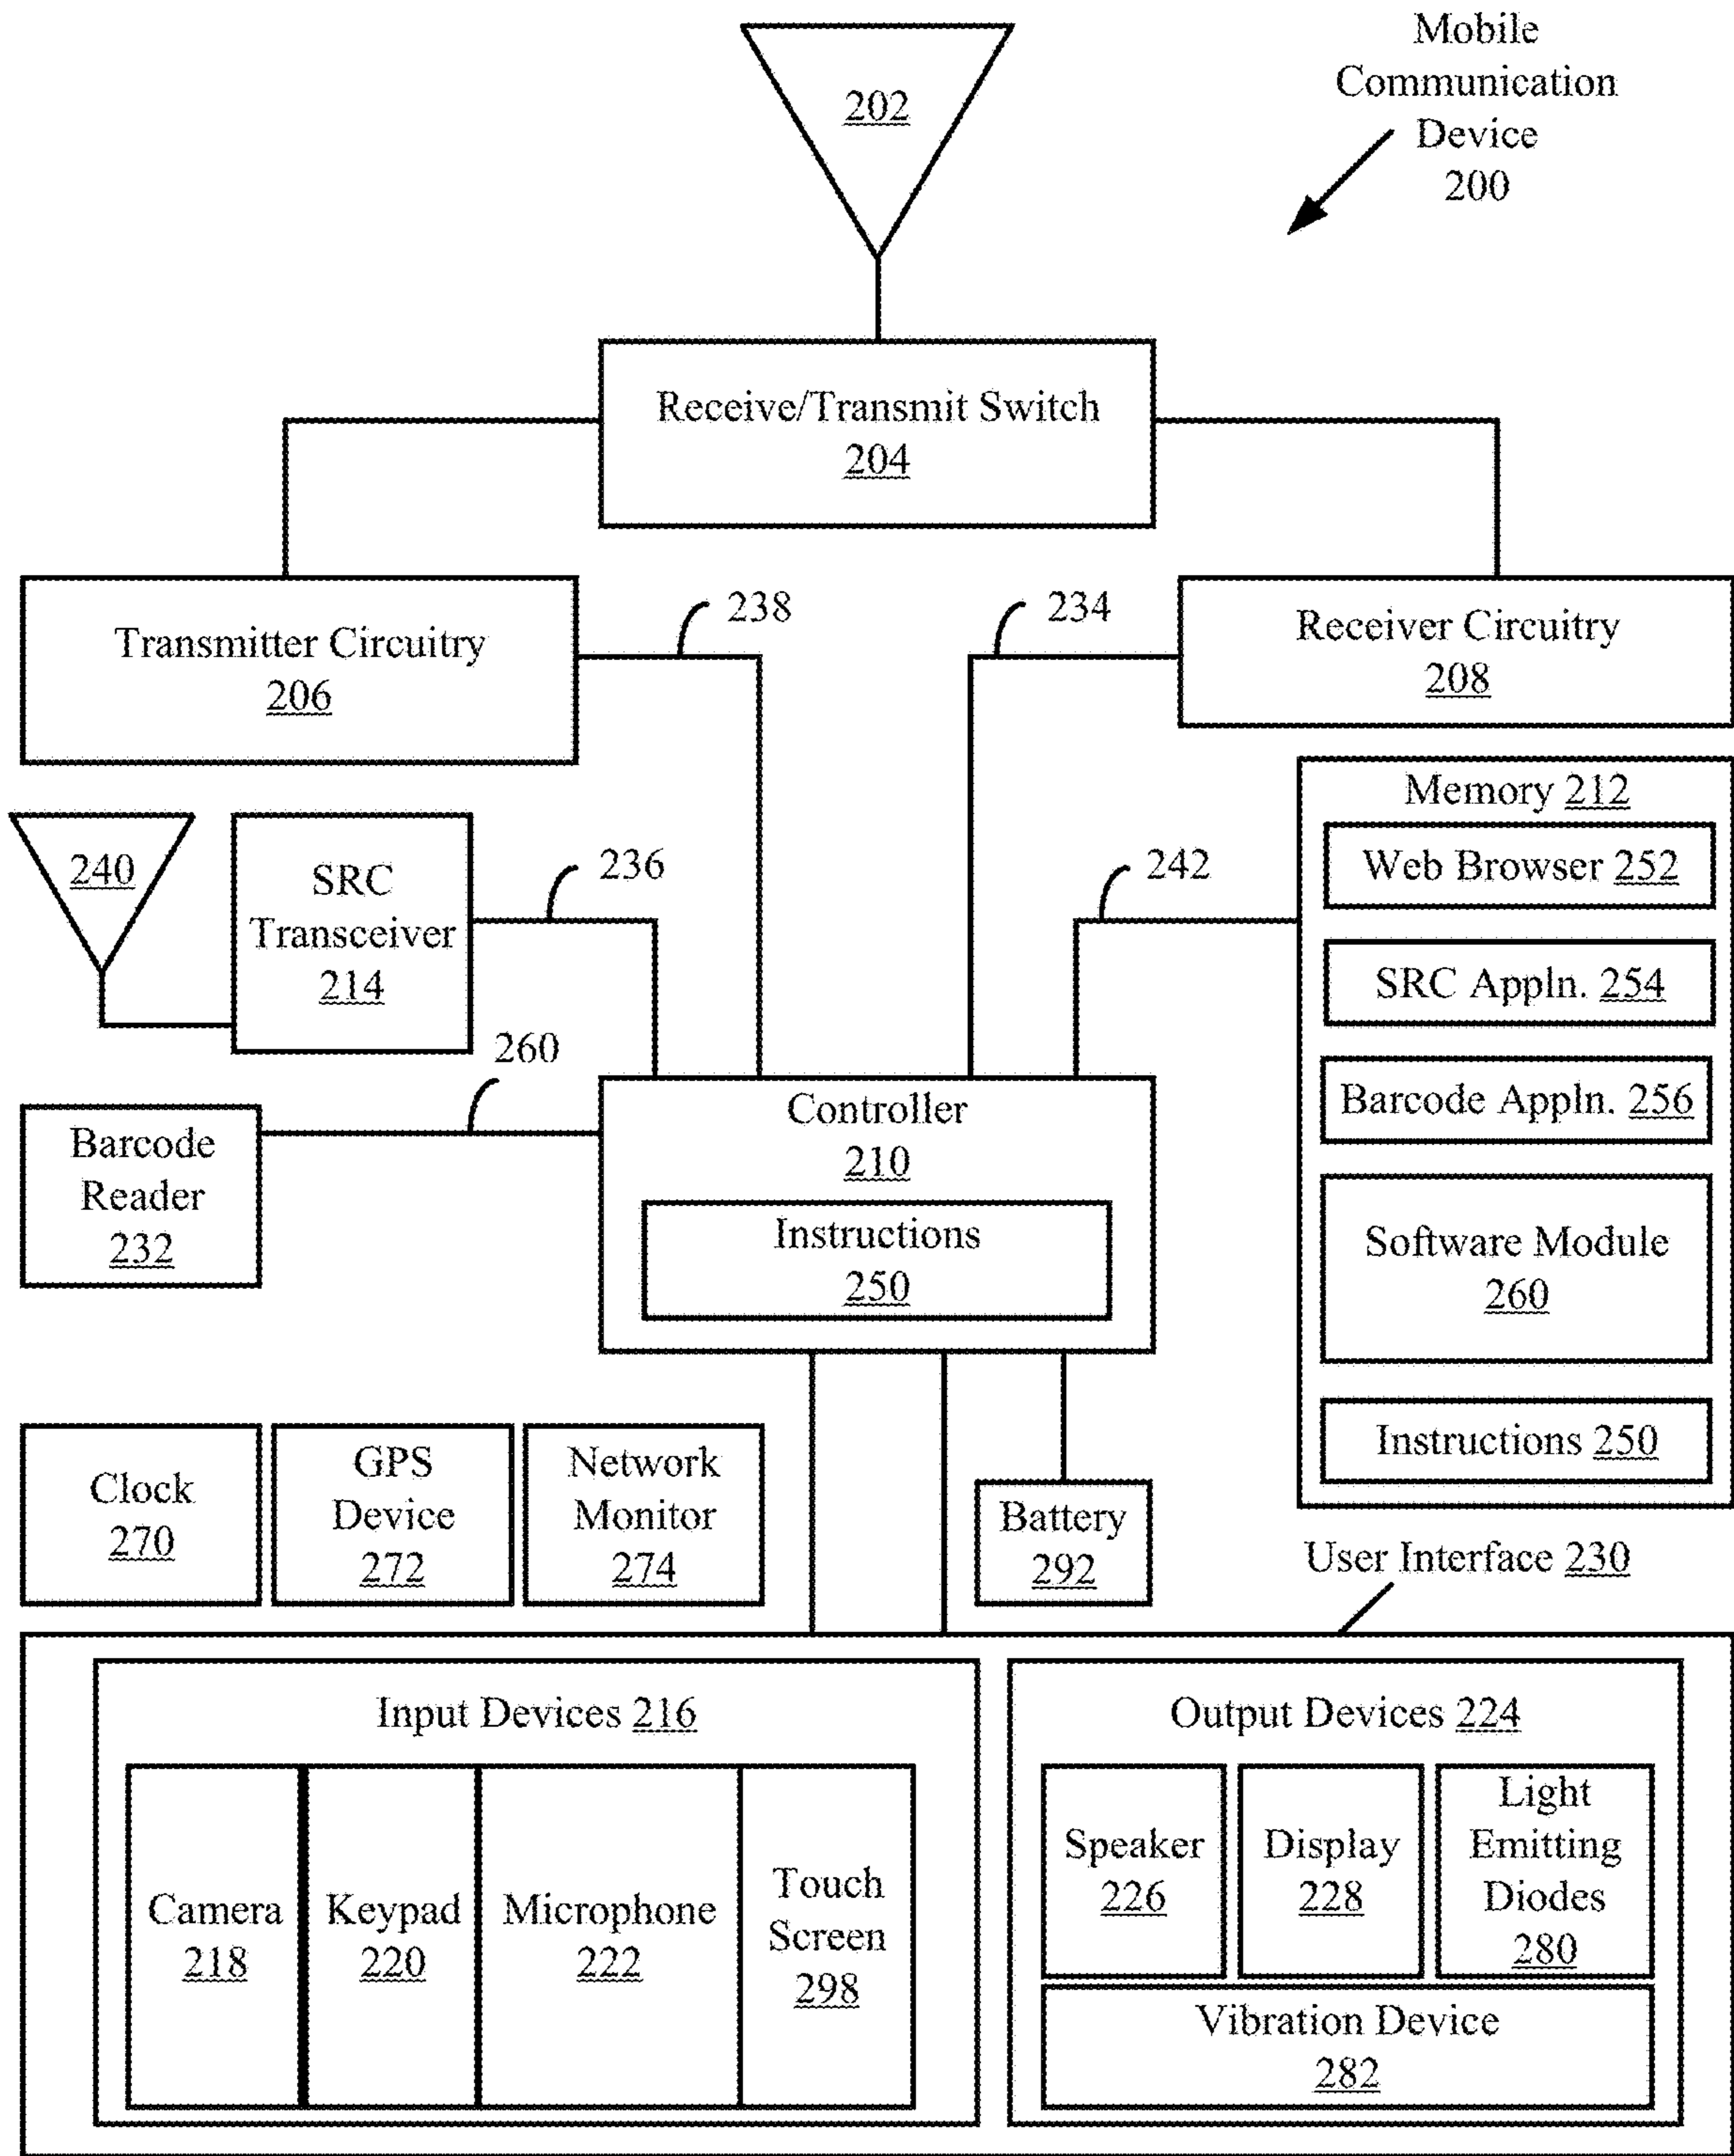 Mobile
Communication
Device
200
202
Receive/Transmit Switch
204
238
234
Transmitter Circuitry
206
Receiver Circuitry
208
Memory 212
Web Browser 252
SRC Appln. 254
Barcode Appln. 256
Software Module
260
Instructions 250
240
SRC
Transceiver
214
236
242
260
Barcode
Reader
232
Controller
210
Instructions
250
Clock
270
GPS
Device
272
Network
Monitor
274
Battery
292
User Interface 230
Input Devices 216
Camera
218
Keypad
220
Microphone
222
Touch
Screen
298
Output Devices 224
Speaker
226
Display
228
Light
Emitting
Diodes
280
Vibration Device
282